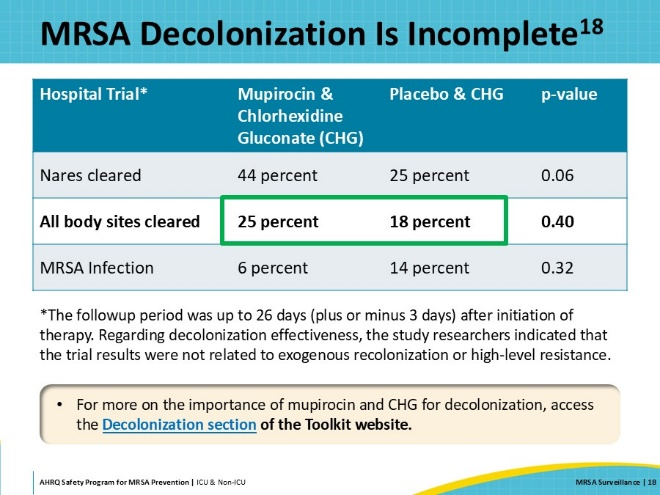 MRSA Decolonization Is Incomplete18
Hospital Trial*
Mupirocin &
Chlorhexidine
Gluconate (CHG)
Placebo & CHG
p-value
Nares cleared 44 percent 25 percent 0.06
All body sites cleared 25 percent 18 percent 0.40
MRSA Infection 6 percent 14 percent 0.32
*The followup period was up to 26 days (plus or minus 3 days) after initiation of
therapy. Regarding decolonization effectiveness, the study researchers indicated that
the trial results were not related to exogenous recolonization or high-level resistance.
• For more on the importance of mupirocin and CHG for decolonization, access
the Decolonization section of the Toolkit website.
AHRQ Safety Program for MRSA Prevention | ICU & Non-ICU
MRSA Surveillance | 18